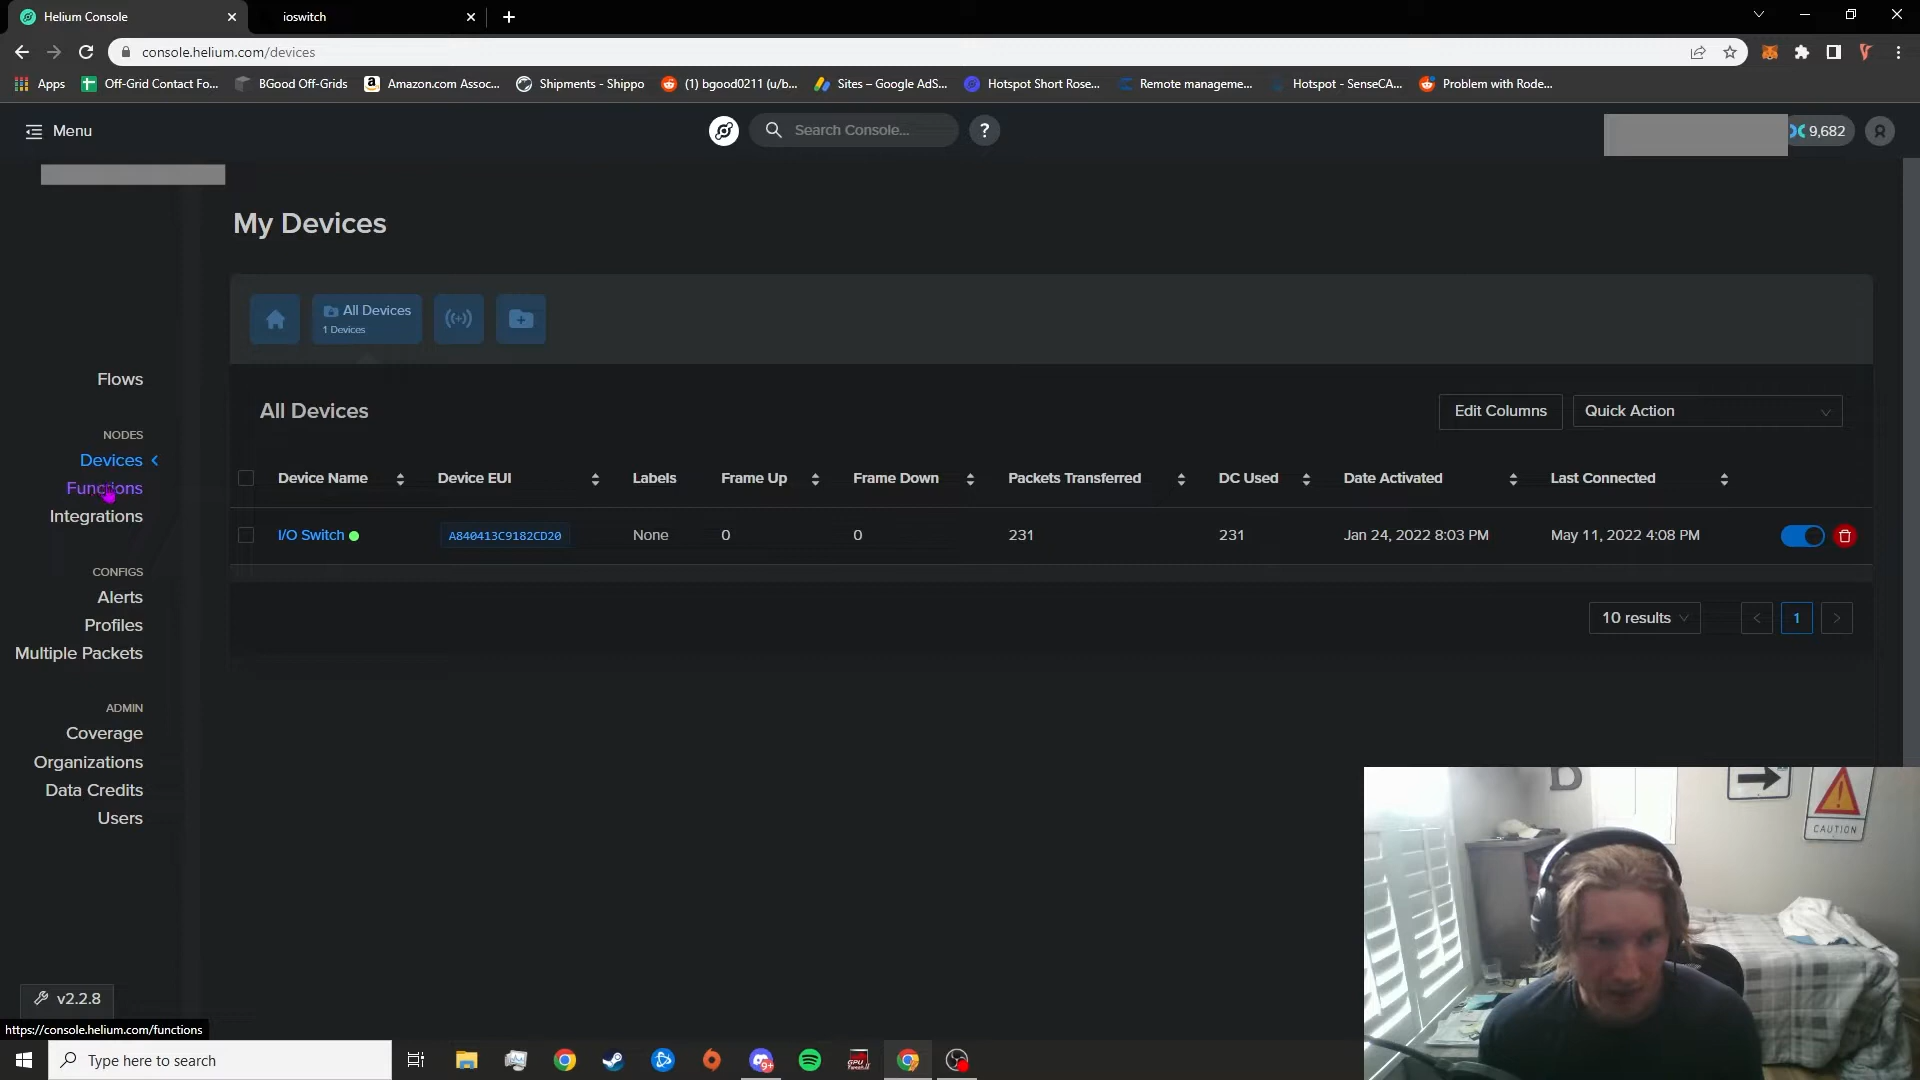 Helium Console
ioswitch
console.helium.com/devices
Apps
Off-Grid Contact Fo...
BGood Off-Grids
Amazon.com Assoc...
Shipments - Shippo
(1) bgood0211 (u/b...
Sites – Google AdS...
Hotspot Short Rose...
Remote manageme...
Hotspot - SenseCA...
Problem with Rode...
Menu
Search Console...
?
9,682
My Devices
All Devices
1 Devices
Flows
NODES
Devices
Functions
Integrations
CONFIGS
Alerts
Profiles
Multiple Packets
ADMIN
Coverage
Organizations
Data Credits
Users
All Devices
Edit Columns
Quick Action
Device Name Device EUI Labels Frame Up Frame Down Packets Transferred DC Used Date Activated Last Connected
I/O Switch A840413C9182CD20 None 0 0 231 231 Jan 24, 2022 8:03 PM May 11, 2022 4:08 PM
10 results
< 1 >
CAUTION
v2.2.8
https://console.helium.com/functions
Type here to search
9+